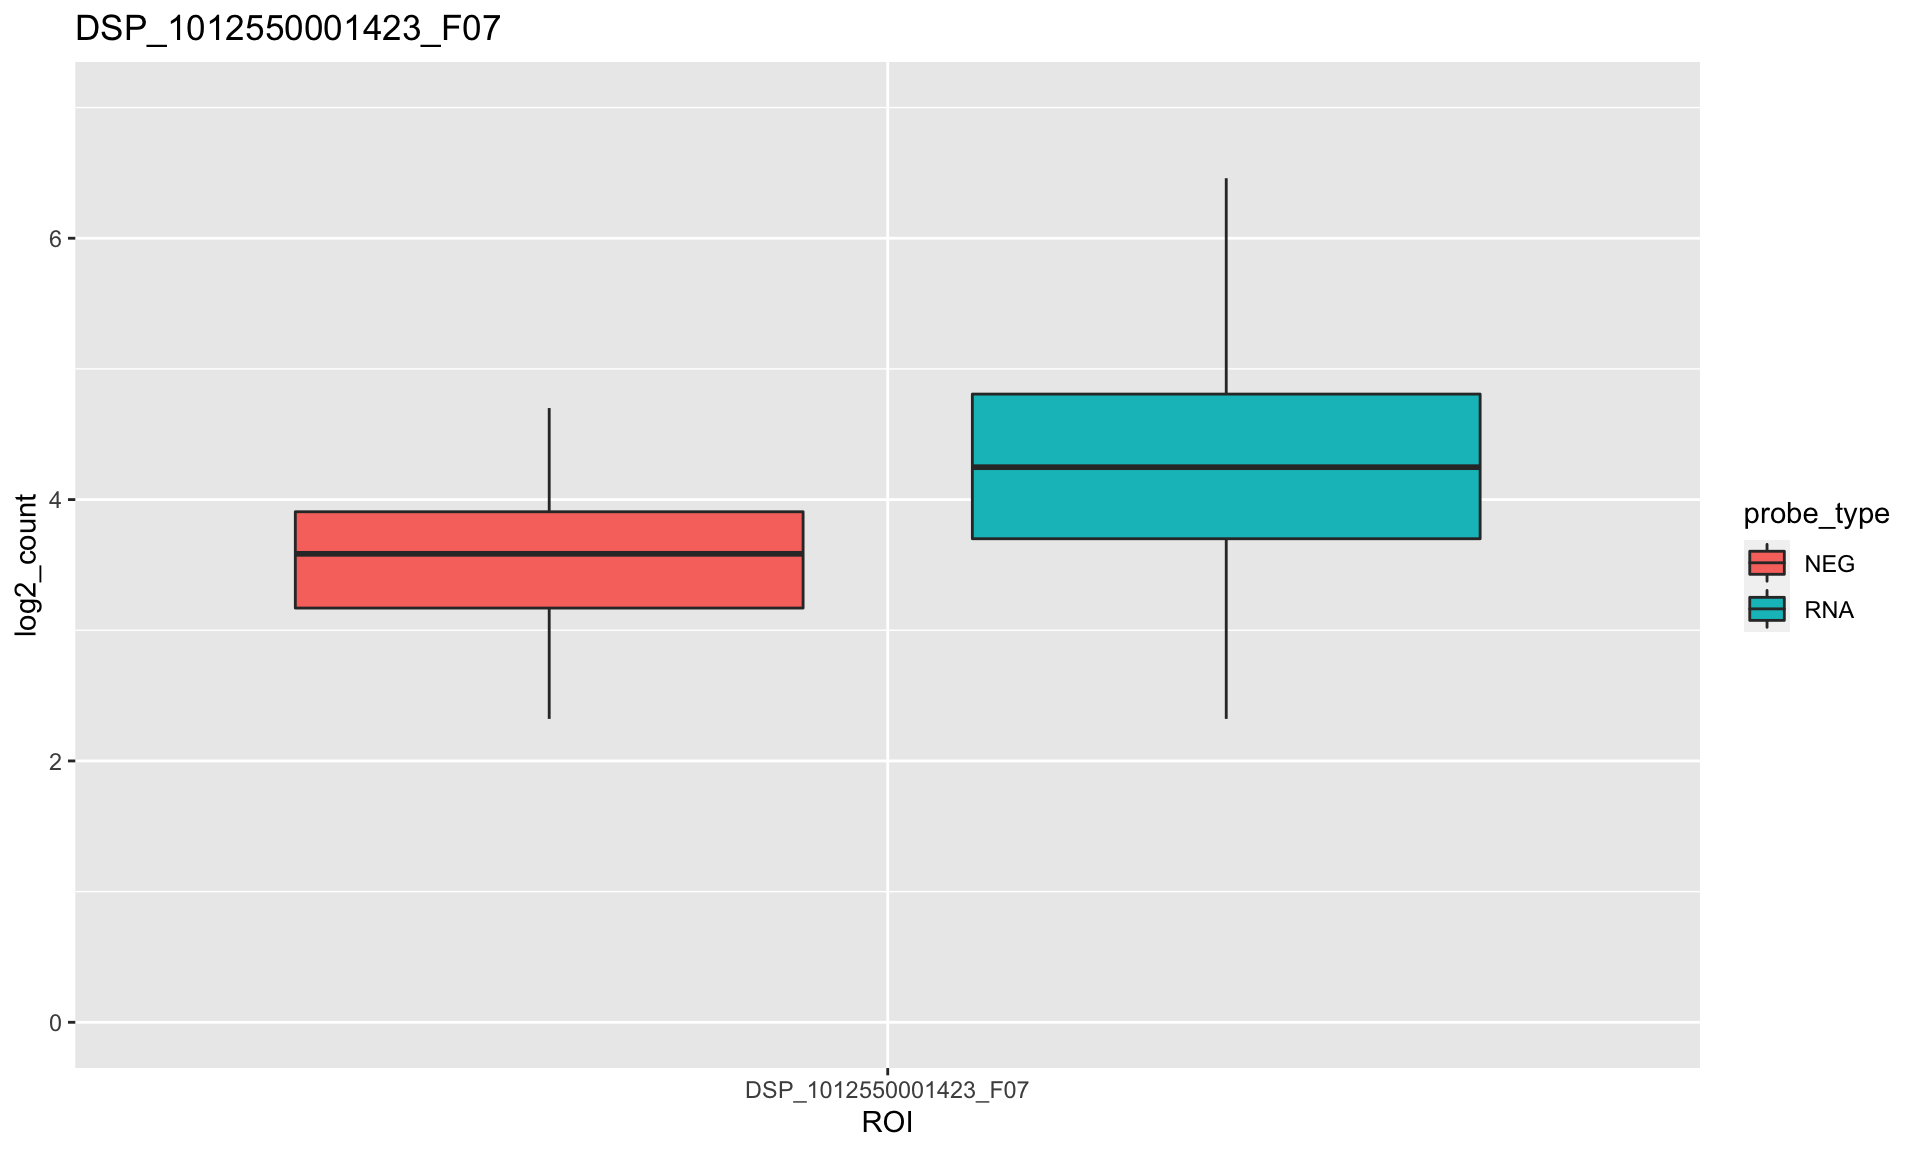 DSP_1012550001423_F07
log2_count
6
4
2
0
DSP_1012550001423_F07
ROI
probe_type
NEG
RNA